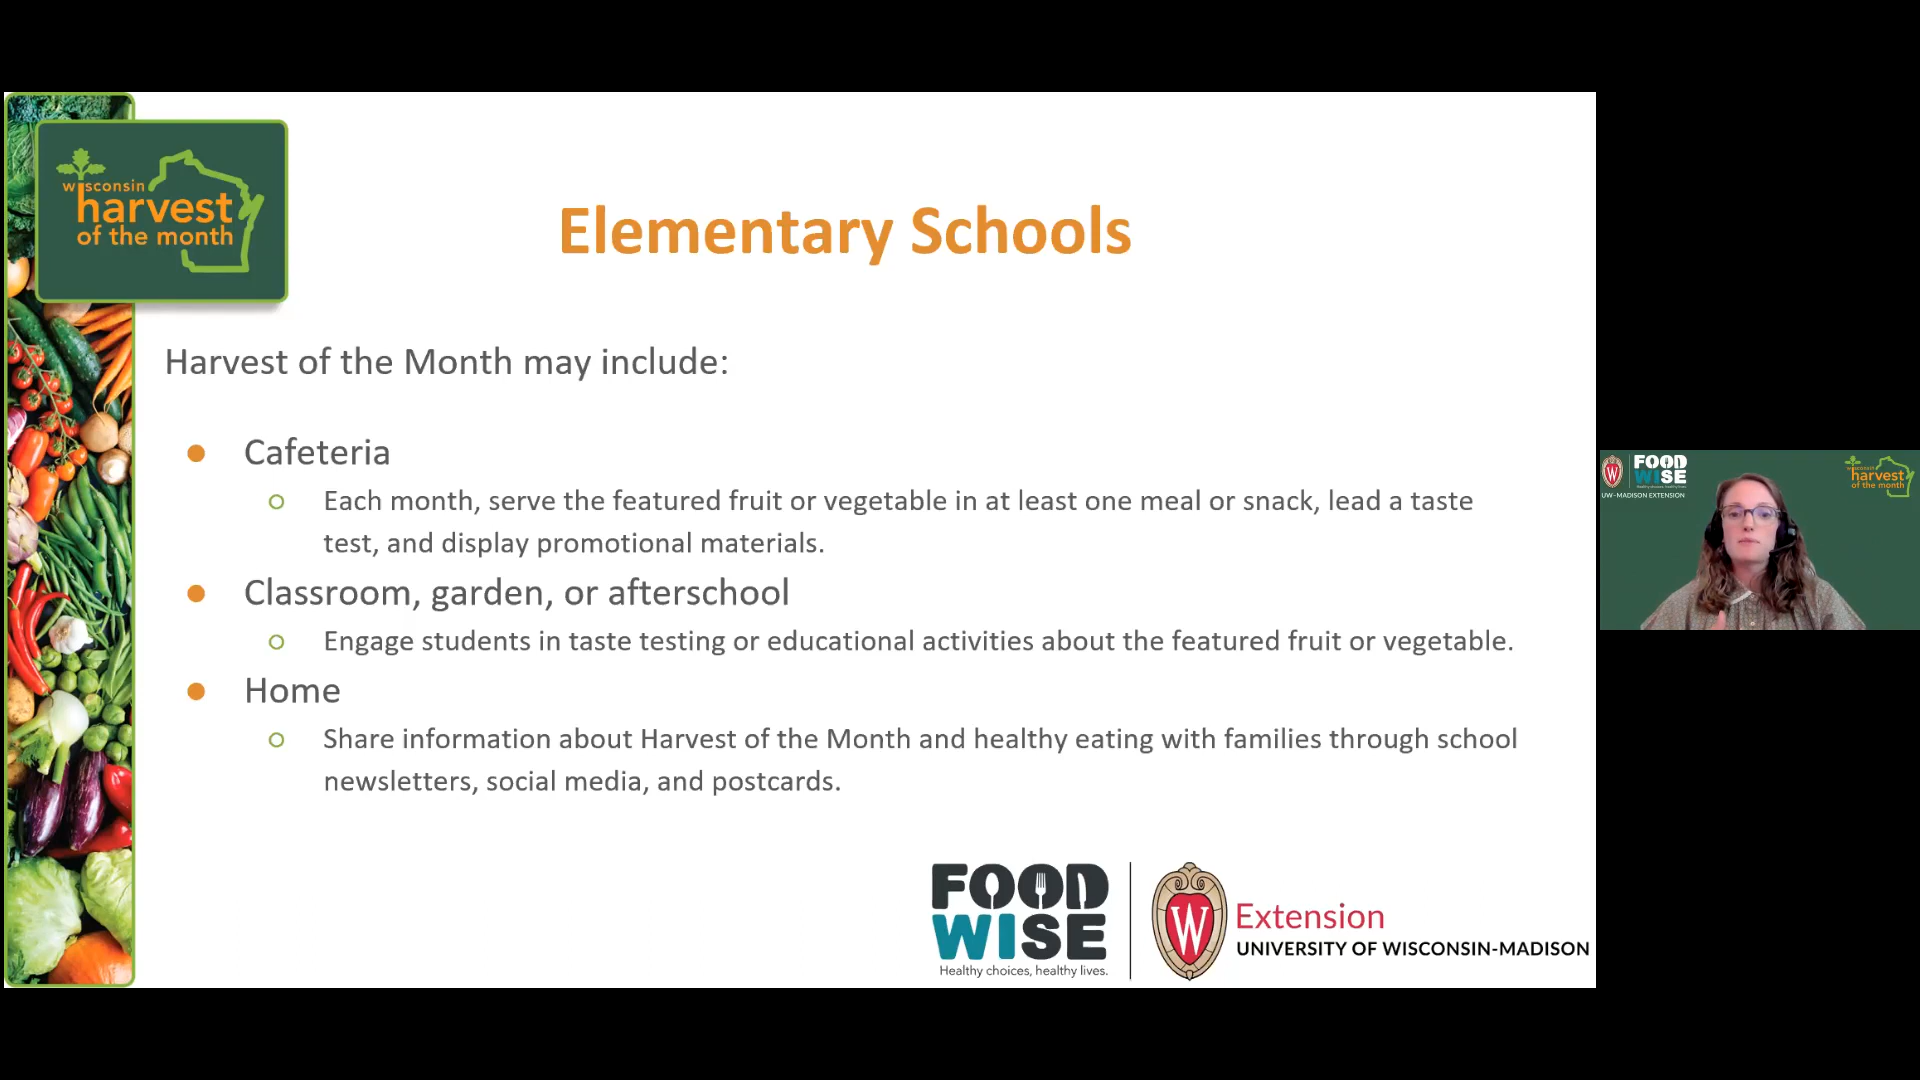 wisconsin
harvest
of the month
Elementary Schools
Harvest of the Month may include:
Cafeteria
Each month, serve the featured fruit or vegetable in at least one meal or snack, lead a taste
test, and display promotional materials.
Classroom, garden, or afterschool
Engage students in taste testing or educational activities about the featured fruit or vegetable.
Home
Share information about Harvest of the Month and healthy eating with families through school
newsletters, social media, and postcards.
FOOD
WISE
Healthy choices, healthy lives.
W
Extension
UNIVERSITY OF WISCONSIN-MADISON
W
FOOD
WISE
UW-MADISON EXTENSION
wisconsin
harvest
of the month